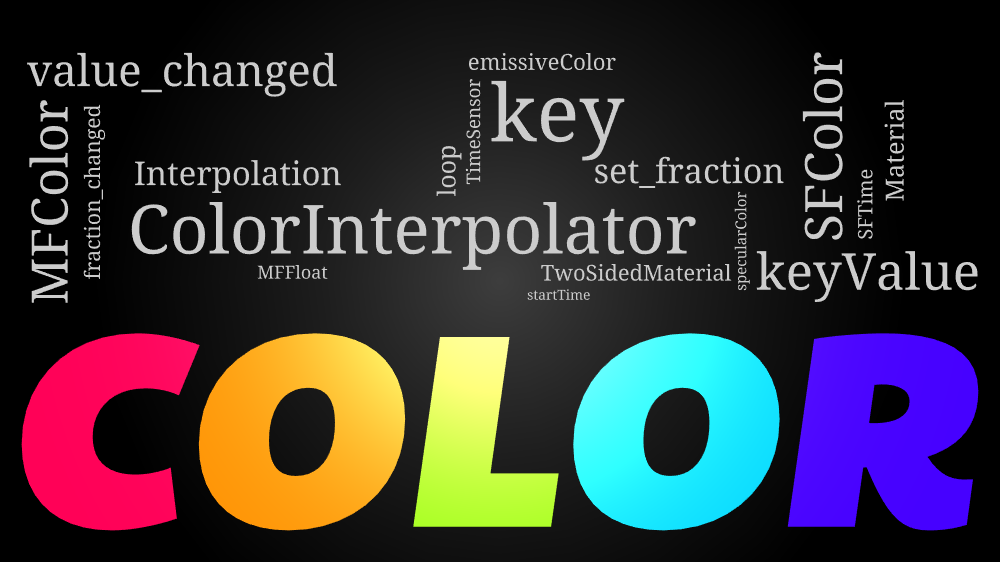 value_changed
emissiveColor
SFColor
MFColor
fraction_changed
TimeSensor
key
Material
Interpolation
loop
set_fraction
SFTime
ColorInterpolator
specularColor
keyValue
MFFloat
TwoSidedMaterial
startTime
COLOR